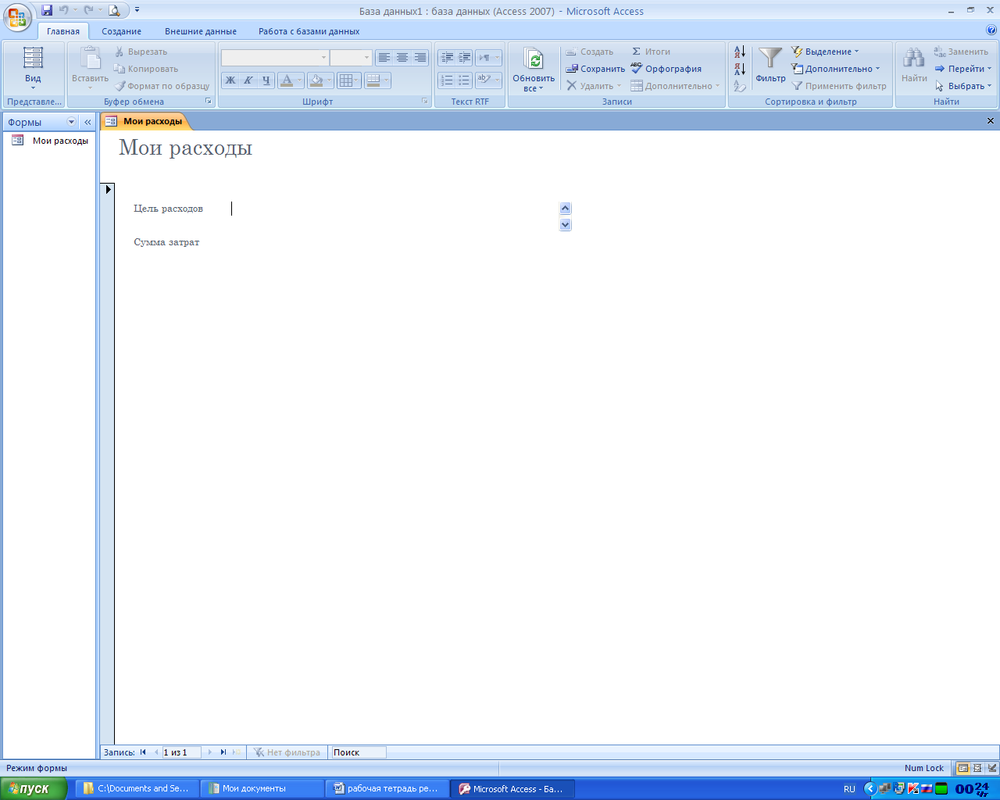 База данных1 : база данных (Access 2007) - Microsoft Access
Главная Создание Внешние данные Работа с базами данных
Вид
Представле...
Вставить
Вырезать
Копировать
Формат по образцу
Буфер обмена
Ж К Ч
Шрифт
Текст RTF
Обновить
все
Создать
Сохранить
Удалить
Итоги
Орфография
Дополнительно
Записи
Фильтр
Выделение
Дополнительно
Применить фильтр
Сортировка и фильтр
Найти
Заменить
Перейти
Выбрать
Найти
Формы
Мои расходы
Мои расходы
Мои расходы
Цель расходов
Сумма затрат
Запись: 1 из 1 Нет фильтра Поиск
Режим формы
Num Lock
пуск
C:\Documents and Se...
Мои документы
рабочая тетрадь ре...
Microsoft Access - Ба...
RU
00 24
Чт